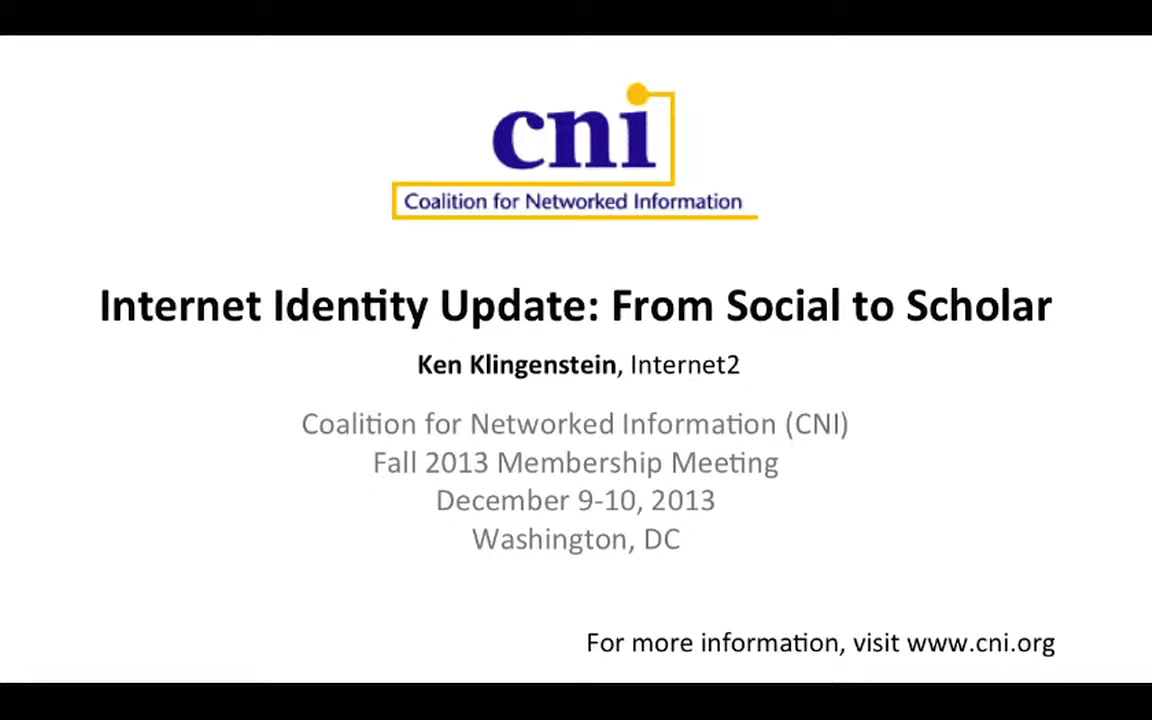 cni
Coalition for Networked Information
Internet Identity Update: From Social to Scholar
Ken Klingenstein, Internet2
Coalition for Networked Information (CNI)
Fall 2013 Membership Meeting
December 9-10, 2013
Washington, DC
For more information, visit www.cni.org